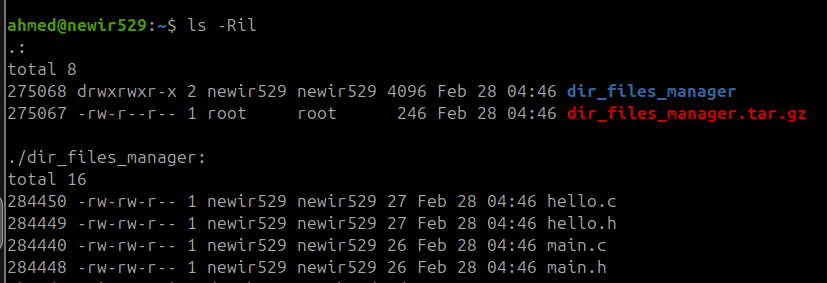 ahmed@newir529:~$ ls -Ril
.:
total 8
275068 drwxrwxr-x 2 newir529 newir529 4096 Feb 28 04:46 dir_files_manager
275067 -rw-r--r-- 1 root     root      246 Feb 28 04:46 dir_files_manager.tar.gz

./dir_files_manager:
total 16
284450 -rw-rw-r-- 1 newir529 newir529 27 Feb 28 04:46 hello.c
284449 -rw-rw-r-- 1 newir529 newir529 27 Feb 28 04:46 hello.h
284440 -rw-rw-r-- 1 newir529 newir529 26 Feb 28 04:46 main.c
284448 -rw-rw-r-- 1 newir529 newir529 26 Feb 28 04:46 main.h